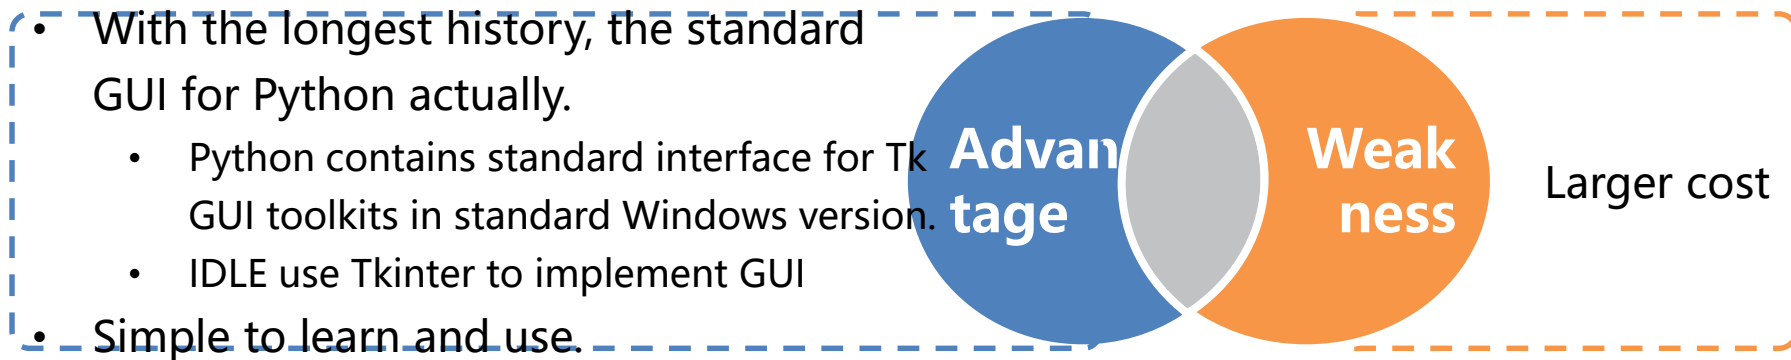 • With the longest history, the standard
GUI for Python actually.
• Python contains standard interface for Tk
GUI toolkits in standard Windows version.
• IDLE use Tkinter to implement GUI
• Simple to learn and use.
Advan
tage
Weak
ness
Larger cost